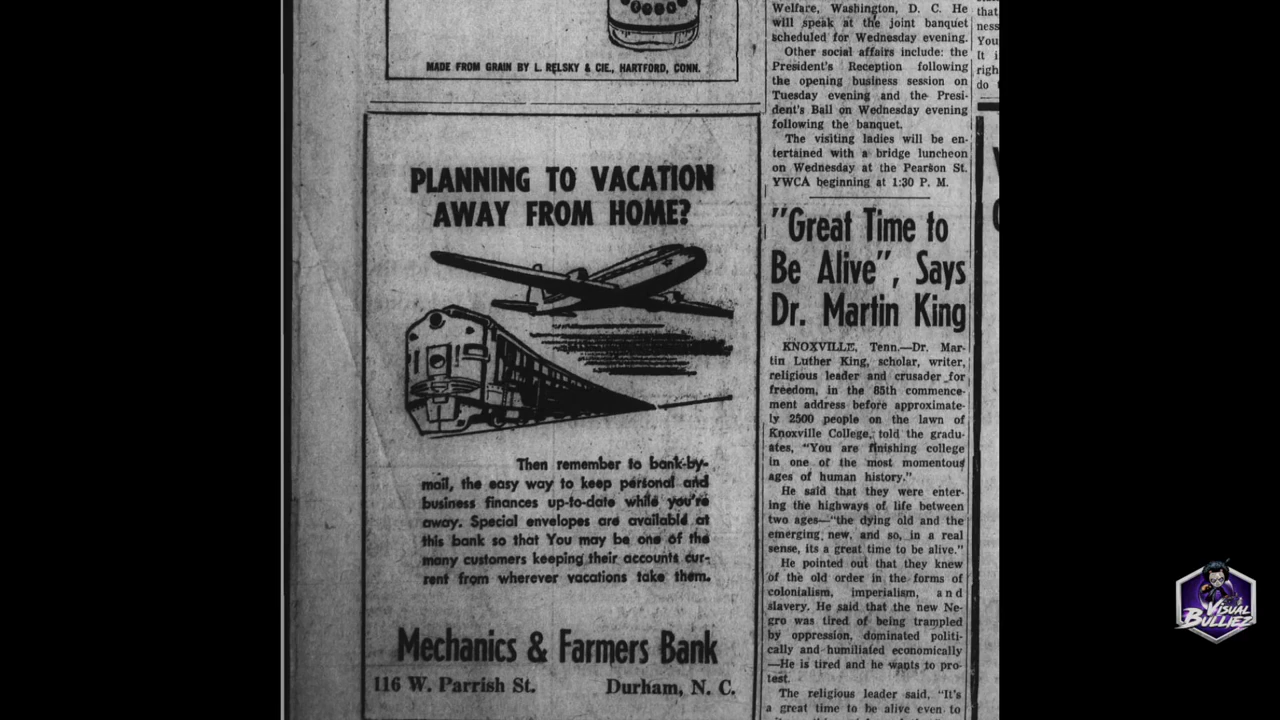 MADE FROM GRAIN BY L. RELSKY & CIE., HARTFORD, CONN.
PLANNING TO VACATION
AWAY FROM HOME?
Then remember to bank-by-
mail, the easy way to keep personal and
business finances up-to-date while you're
away. Special envelopes are available at
this bank so that You may be one of the
many customers keeping their accounts cur-
rent from wherever vacations take them.
Mechanics & Farmers Bank
116 W. Parrish St. Durham, N. C.
Welfare, Washington, D. C. He
will speak at the joint banquet
scheduled for Wednesday evening.
Other social affairs include: the
President's Reception following
the opening business session on
Tuesday evening and the Presi-
dent's Ball on Wednesday evening
following the banquet.
The visiting ladies will be en-
tertained with a bridge luncheon
on Wednesday at the Pearson St.
YWCA beginning at 1:30 P. M.
"Great Time to
Be Alive", Says
Dr. Martin King
KNOXVILLE, Tenn.—Dr. Mar-
tin Luther King, scholar, writer,
religious leader and crusader for
freedom, in the 85th commence-
ment address before approximate-
ly 2500 people on the lawn of
Knoxville College, told the gradu-
ates, "You are finishing college
in one of the most momentous
ages of human history."
He said that they were enter-
ing the highways of life between
two ages—"the dying old and the
emerging new, and so, in a real
sense, its a great time to be alive."
He pointed out that they knew
of the old order in the forms of
colonialism, imperialism, and
slavery. He said that the new Ne-
gro was tired of being trampled
by oppression, dominated politi-
cally and humiliated economically
—He is tired and he wants to pro-
test.
The religious leader said, "It's
a great time to be alive even to
that
ness
You
It i
righ
do t
VISUAL
BULLIEZ